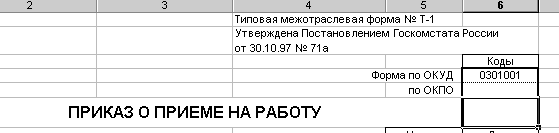 2 3 4 5 6
Типовая межотраслевая форма № Т-1
Утверждена Постановлением Госкомстата России
от 30.10.97 № 71а
Коды
Форма по ОКУД 0301001
по ОКПО
ПРИКАЗ О ПРИЕМЕ НА РАБОТУ